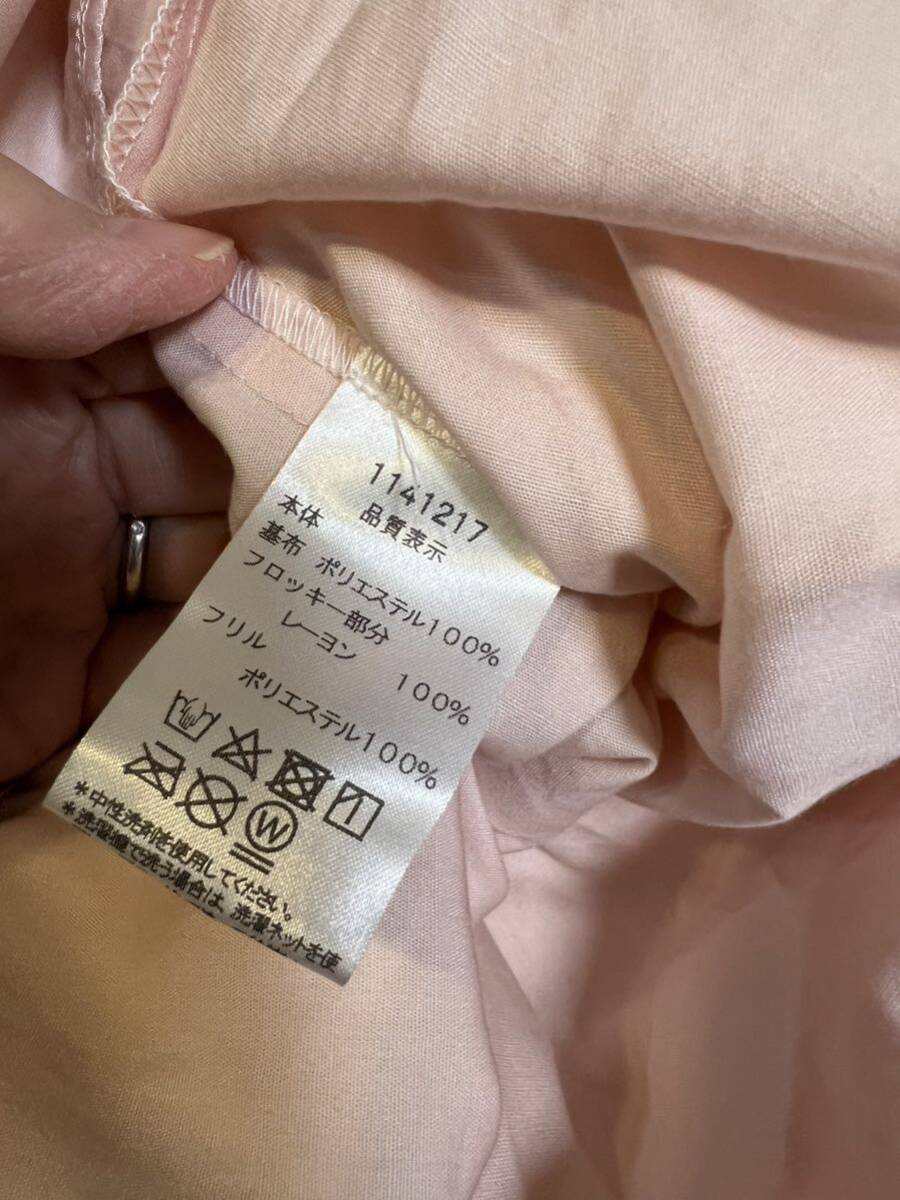 1141217
品質表示
本体
基布 ポリエステル100%
フロッキー部分
レーヨン 100%
フリル
ポリエステル100%
W
*中性洗剤を使用してください。
*洗濯機で洗う場合は、洗濯ネットを使